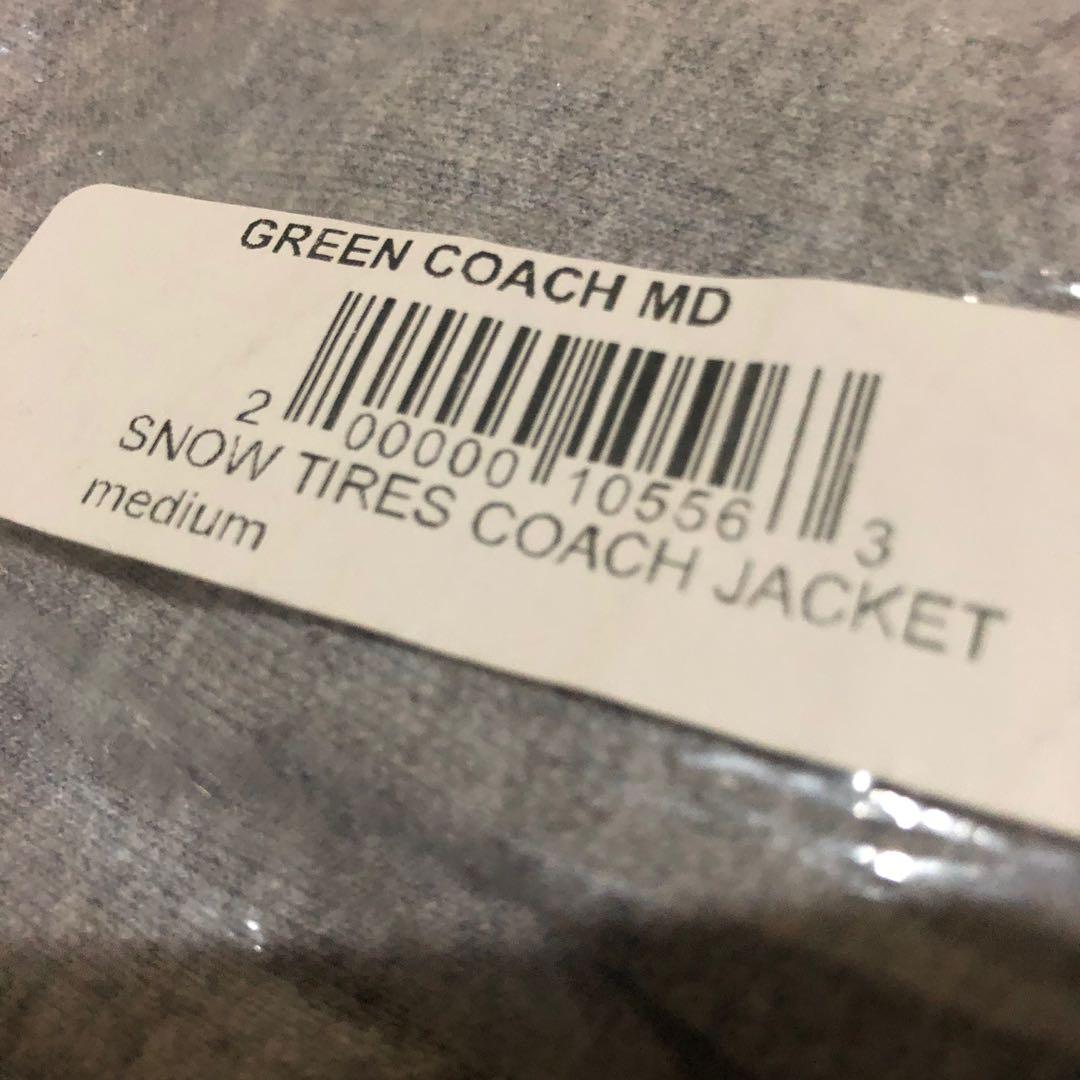 GREEN COACH MD
2 00000 10556 3
SNOW TIRES COACH JACKET
medium